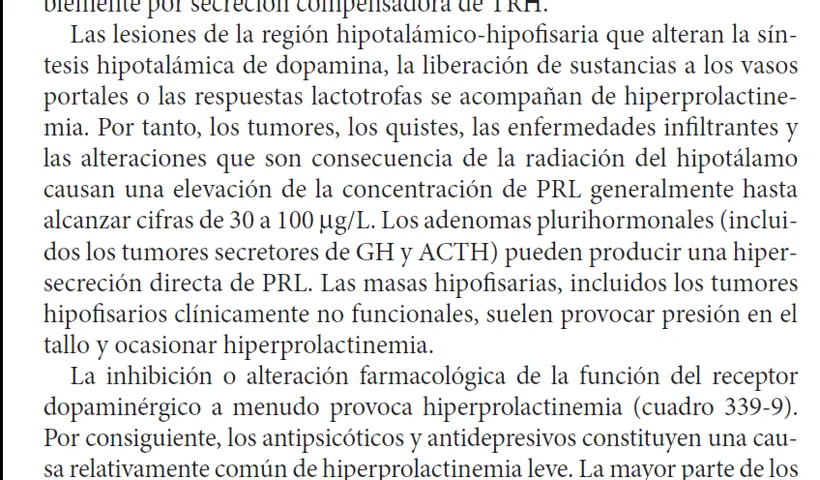 blemente por secreción compensadora de TRH.
Las lesiones de la región hipotalámico-hipofisaria que alteran la sín-
tesis hipotalámica de dopamina, la liberación de sustancias a los vasos
portales o las respuestas lactotrofas se acompañan de hiperprolactine-
mia. Por tanto, los tumores, los quistes, las enfermedades infiltrantes y
las alteraciones que son consecuencia de la radiación del hipotálamo
causan una elevación de la concentración de PRL generalmente hasta
alcanzar cifras de 30 a 100 μg/L. Los adenomas plurihormonales (inclui-
dos los tumores secretores de GH y ACTH) pueden producir una hiper-
secreción directa de PRL. Las masas hipofisarias, incluidos los tumores
hipofisarios clínicamente no funcionales, suelen provocar presión en el
tallo y ocasionar hiperprolactinemia.
La inhibición o alteración farmacológica de la función del receptor
dopaminérgico a menudo provoca hiperprolactinemia (cuadro 339-9).
Por consiguiente, los antipsicóticos y antidepresivos constituyen una cau-
sa relativamente común de hiperprolactinemia leve. La mayor parte de los